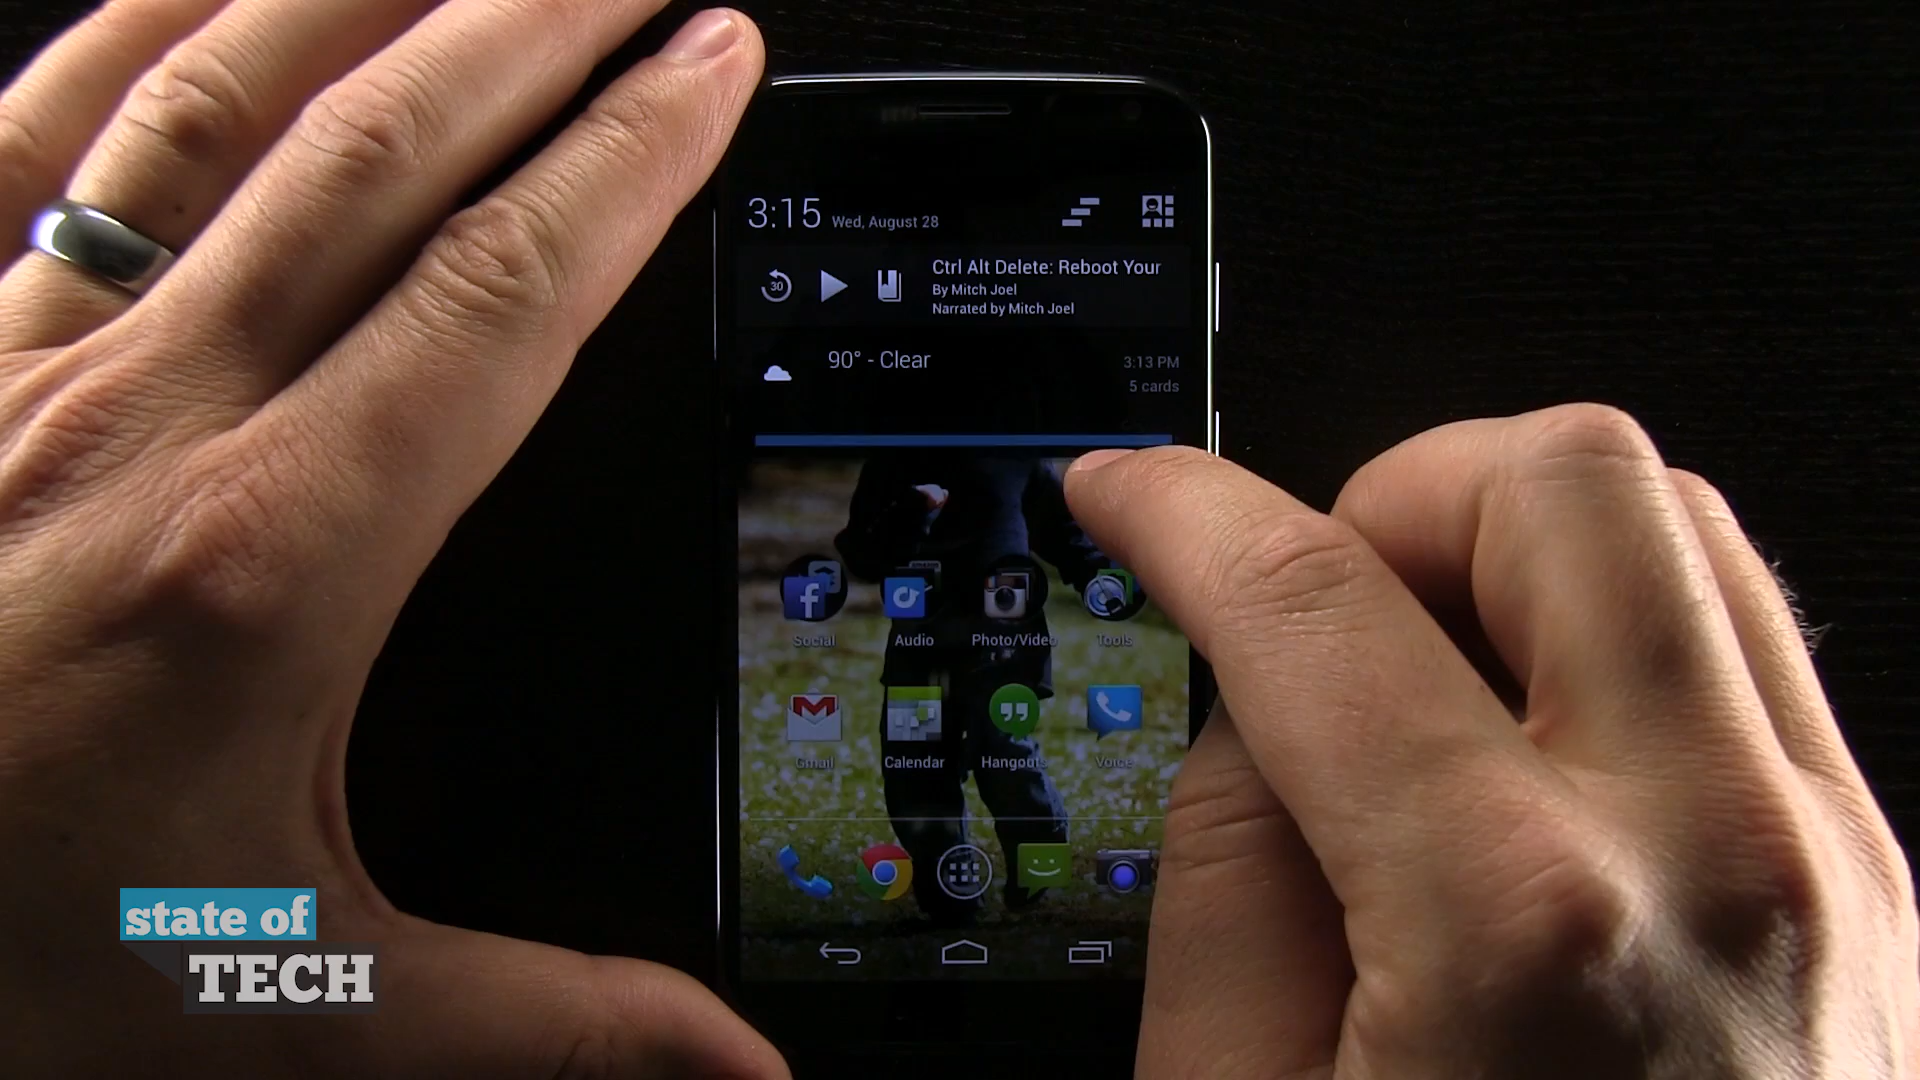 3:15 Wed, August 28
30
Ctrl Alt Delete: Reboot Your
By Mitch Joel
Narrated by Mitch Joel
90° - Clear
3:13 PM
5 cards
Social Audio Photo/Video Tools
Gmail Calendar Hangouts Voice
state of
TECH